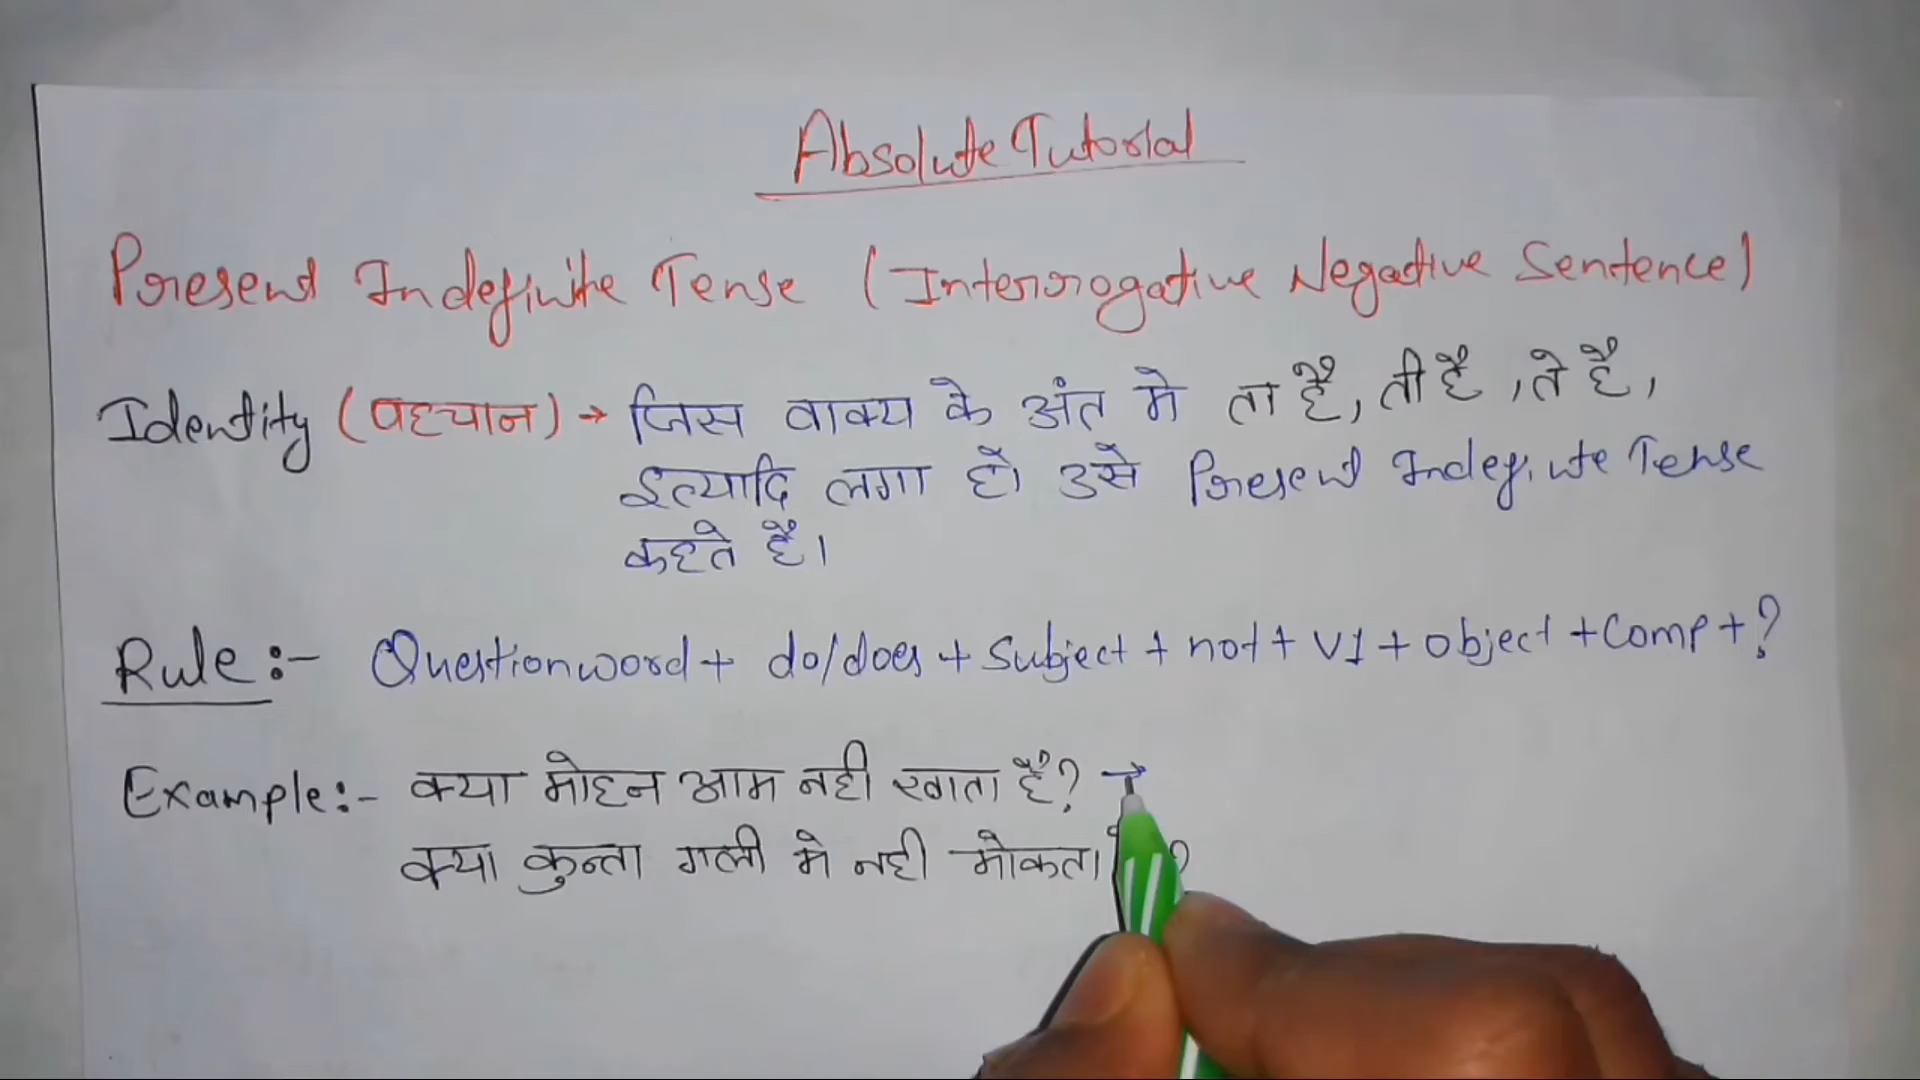 Absolute Tutorial
Present Indefinite Tense (Interrogative Negative Sentence)
Identity (पहचान) → जिस वाक्य के अंत मे ता है, ती है, ते है,
इत्यादि लगा हो उसे Present Indefinite Tense
कहते है।
Rule:- Questionword + do/does + Subject + not + V1 + object + Comp + ?
Example:- क्या मोहन आम नही खाता है? →
क्या कुत्ता गली मे नही भोकता ?